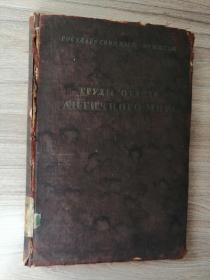 ГОСУДАРСТВЕННЫЙ ЭРМИТАЖ
ТРУДЫ ОТДЕЛА
АНТИЧНОГО МИРА